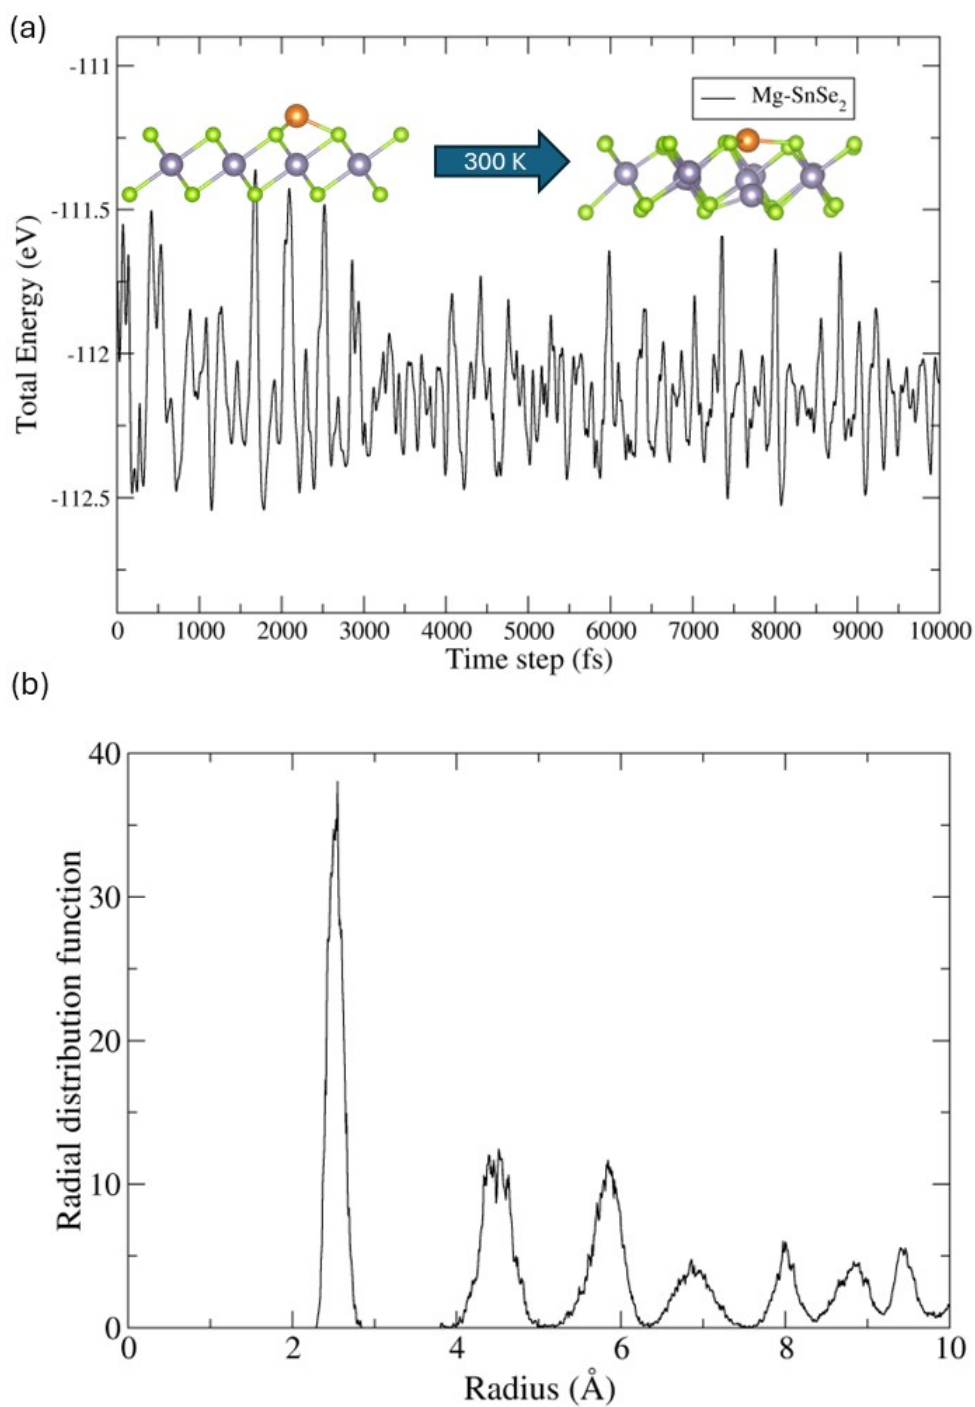 (a)
-111
Mg-SnSe2
300 K
-111.5
Total Energy (eV)
-112
-112.5
0 1000 2000 3000 4000 5000 6000 7000 8000 9000 10000
Time step (fs)
(b)
40
30
Radial distribution function
20
10
0
0 2 4 6 8 10
Radius (Å)